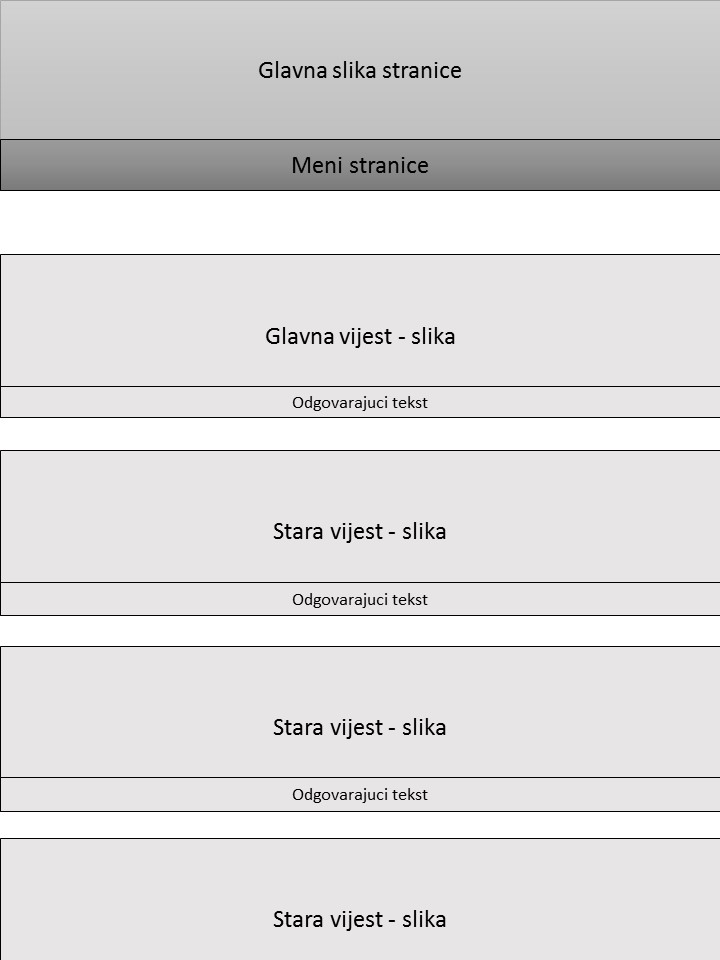 Glavna slika stranice
Meni stranice
Glavna vijest - slika
Odgovarajuci tekst
Stara vijest - slika
Odgovarajuci tekst
Stara vijest - slika
Odgovarajuci tekst
Stara vijest - slika